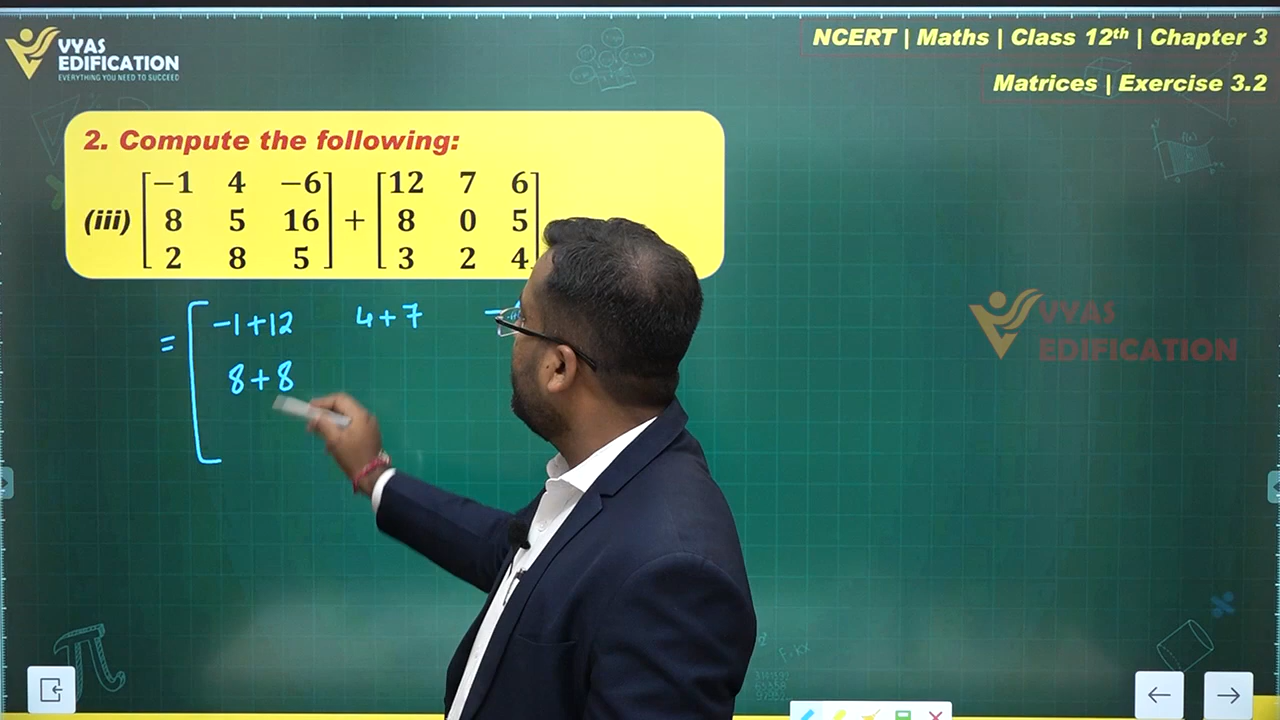 VYAS
EDIFICATION
EVERYTHING YOU NEED TO SUCCEED
NCERT | Maths | Class 12th | Chapter 3
Matrices | Exercise 3.2
2. Compute the following:
(iii) [−1 4 −6] + [12 7 6]
[8 5 16] [8 0 5]
[2 8 5] [3 2 4]
= [ −1+12 4+7 −
8+8
VYAS
EDIFICATION